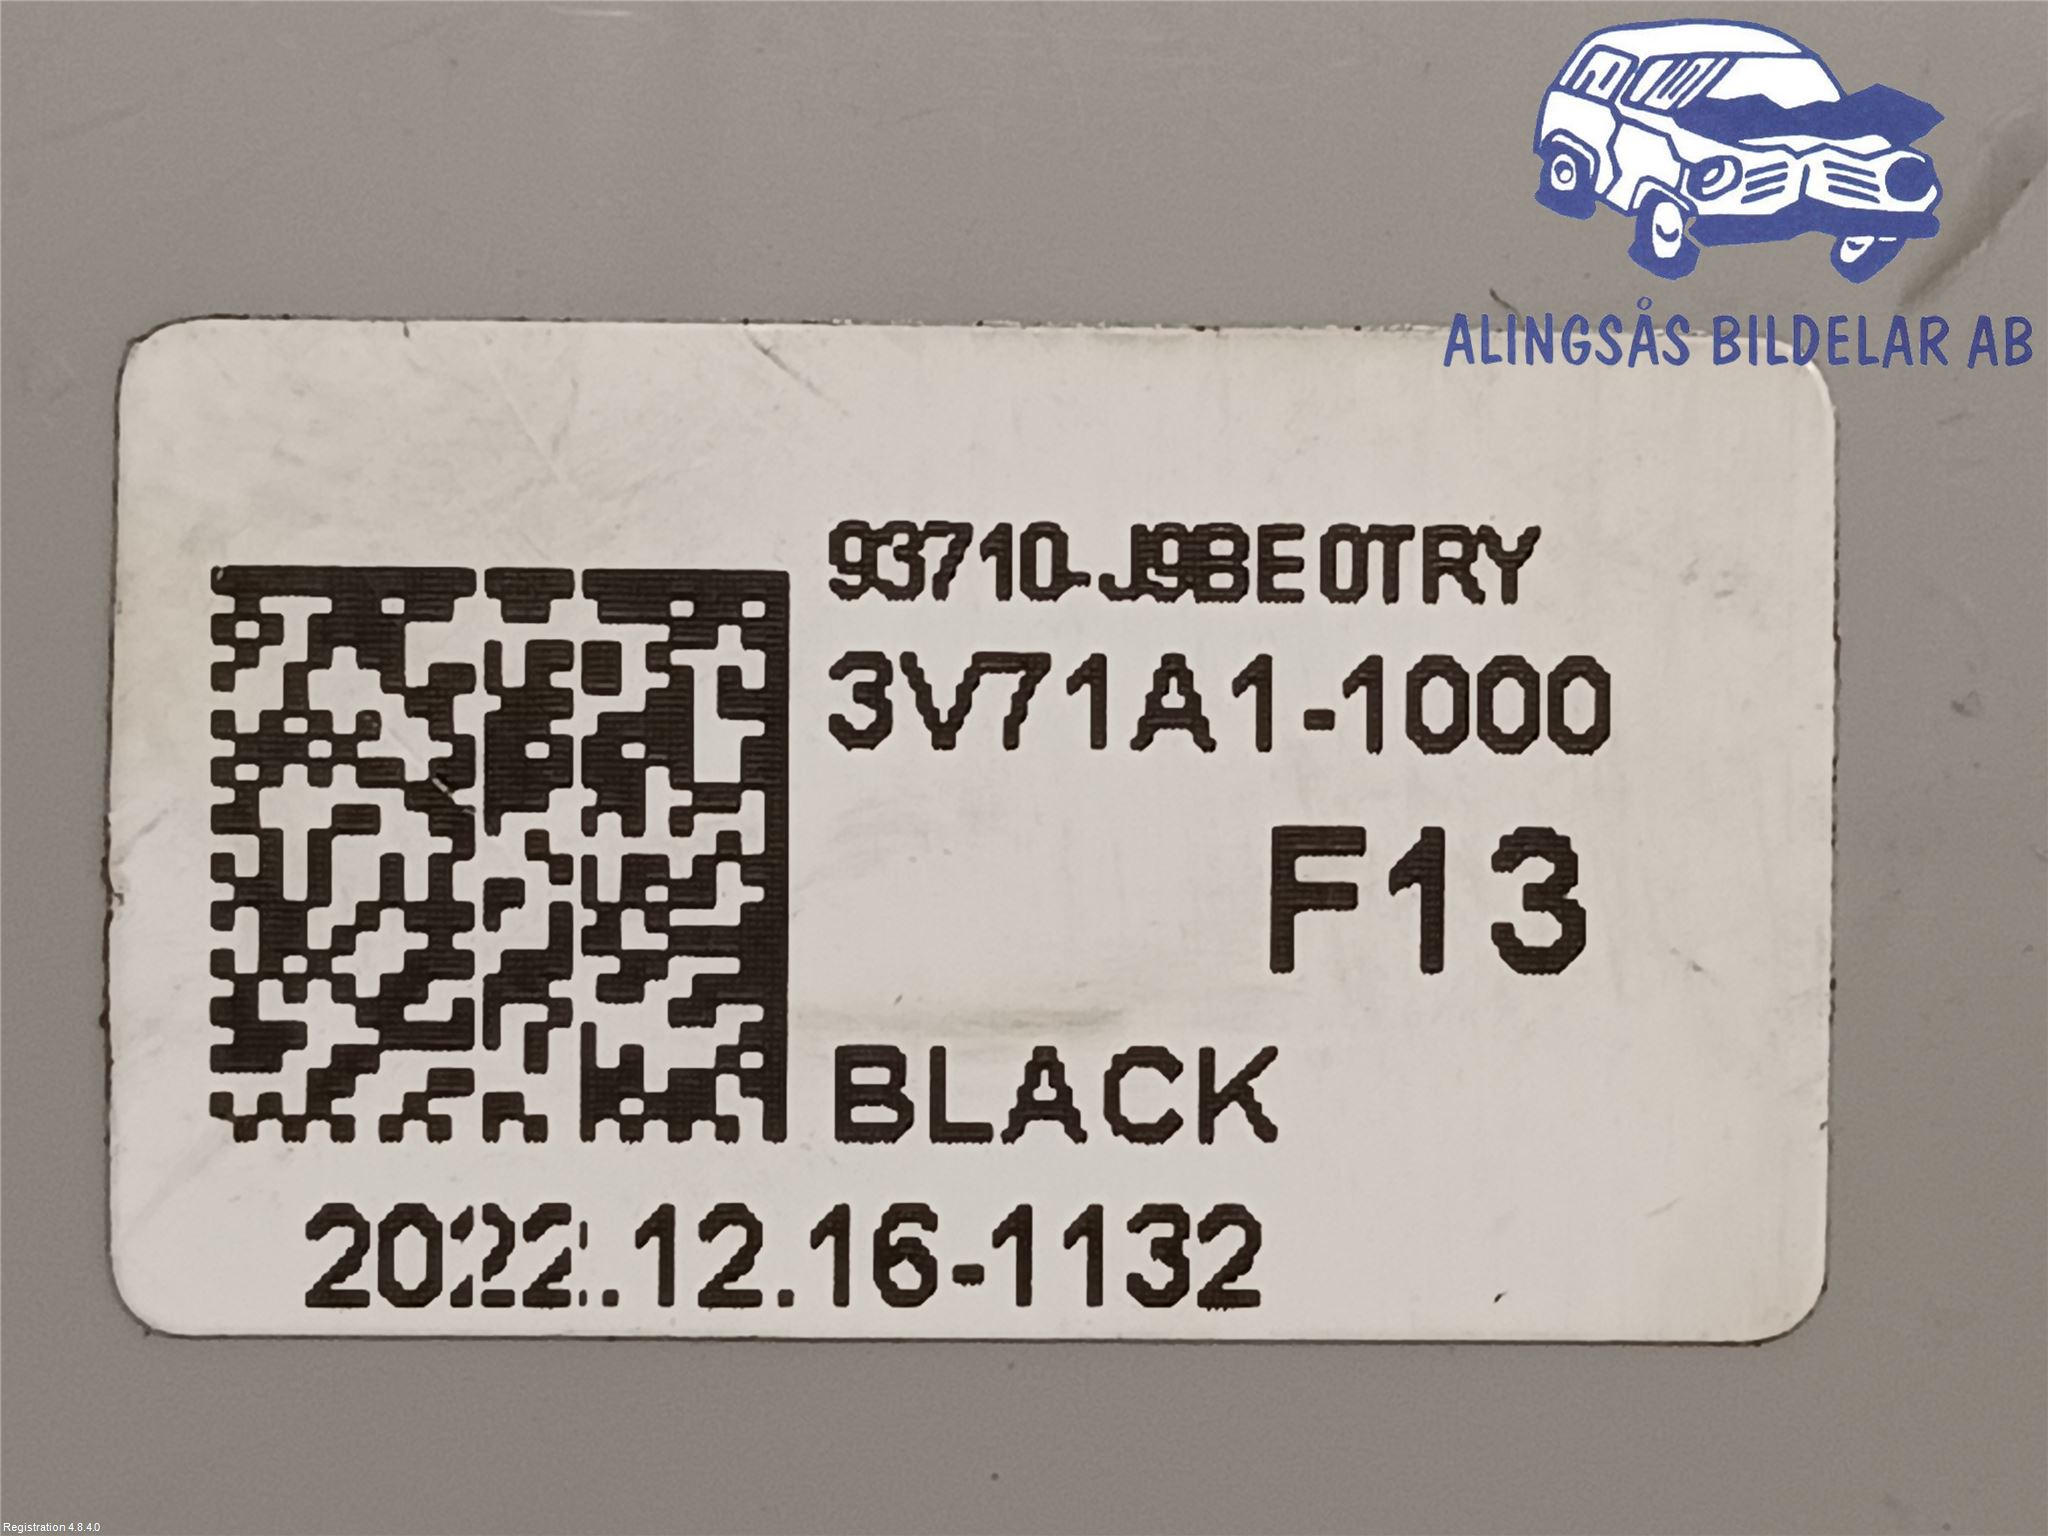 ALINGSÅS BILDELAR AB
93710-J9BE0TRY
3V71A1-1000
F13
BLACK
2022.12.16-1132
Registration 4.8.4.0